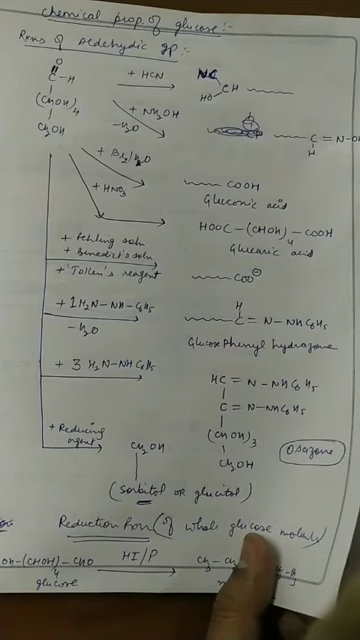 Chemical prop. of glucose :-
Rxns of aldehydic gp :-
O
C - H
(CHOH)4
CH2OH
+ HCN
NC
CH
HO
+ NH2OH
-H2O
C = N - OH
H
+ Br2/H2O
COOH
Gluconic acid
+ HNO3
HOOC - (CHOH)4 - COOH
Glucaric acid
+ Fehling soln
+ Benedict's soln
+ Tollen's reagent
COO⊖
+ 1 H2N - NH - C6H5
-H2O
H
C = N - NHC6H5
Glucose phenyl hydrazone
+ 3 H2N - NHC6H5
HC = N - NHC6H5
C = N - NHC6H5
(CHOH)3
CH2OH
Osazone
+ Reducing agent
CH2OH
(sorbitol or glucitol)
Reduction Rxn (of whole glucose molecule)
OH - (CHOH)4 - CHO
HI/P
CH3 -
glucose